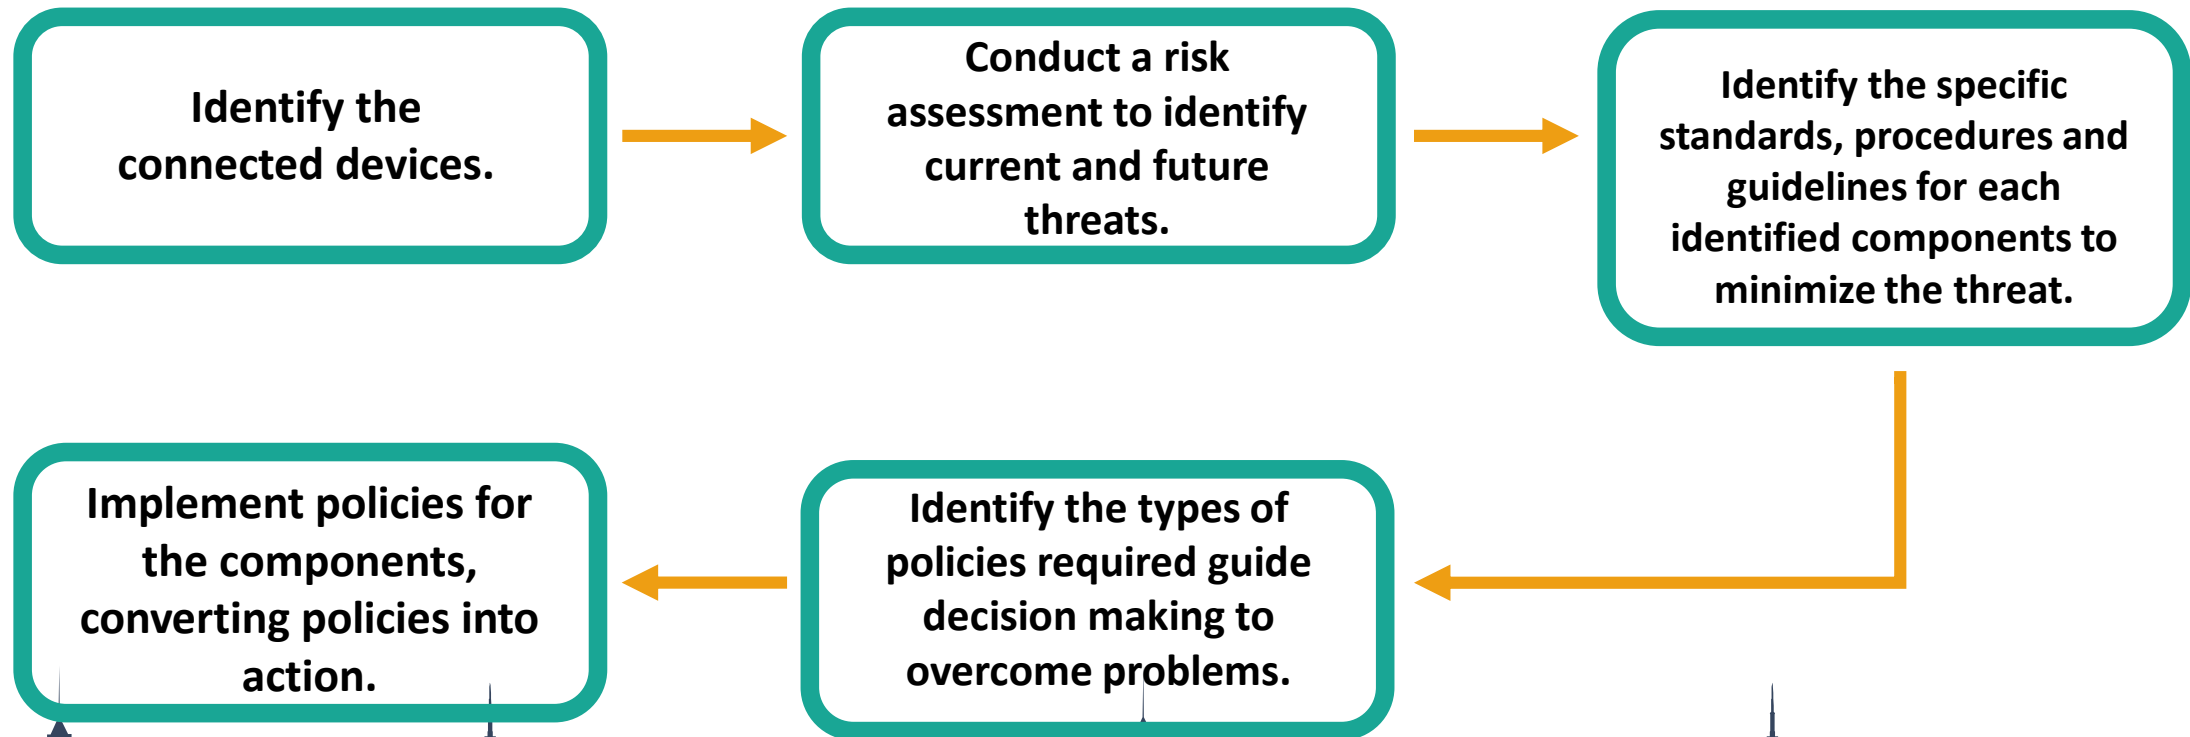 Identify the
connected devices.
Conduct a risk
assessment to identify
current and future
threats.
Identify the specific
standards, procedures and
guidelines for each
identified components to
minimize the threat.
Identify the types of
policies required guide
decision making to
overcome problems.
Implement policies for
the components,
converting policies into
action.